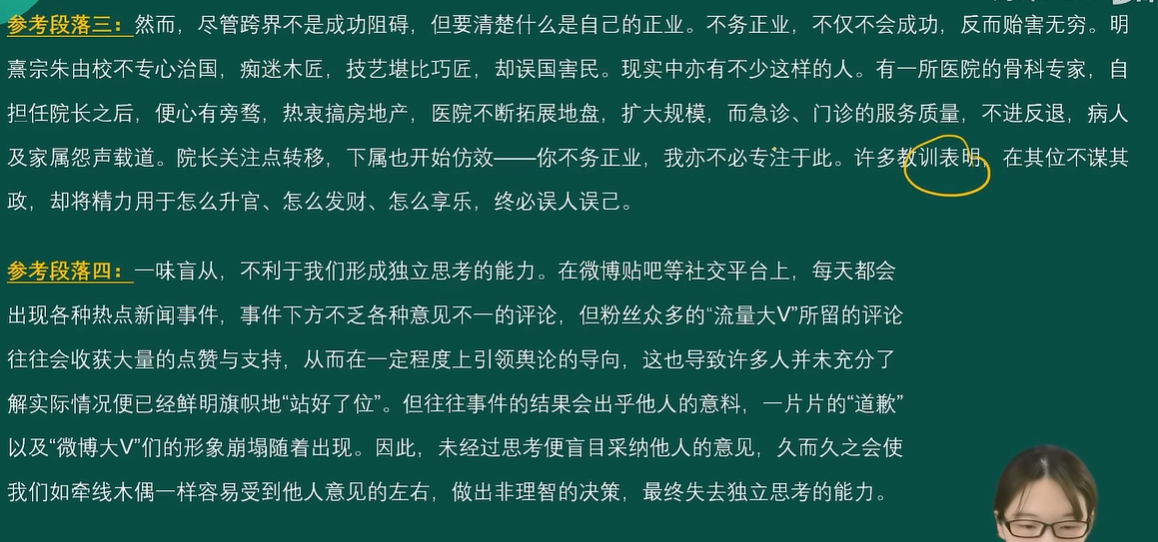 参考段落三：然而，尽管跨界不是成功阻碍，但要清楚什么是自己的正业。不务正业，不仅不会成功，反而贻害无穷。明
熹宗朱由校不专心治国，痴迷木匠，技艺堪比巧匠，却误国害民。现实中亦有不少这样的人。有一所医院的骨科专家，自
担任院长之后，便心有旁骛，热衷搞房地产，医院不断拓展地盘，扩大规模，而急诊、门诊的服务质量，不进反退，病人
及家属怨声载道。院长关注点转移，下属也开始仿效——你不务正业，我亦不必专注于此。许多教训表明，在其位不谋其
政，却将精力用于怎么升官、怎么发财、怎么享乐，终必误人误己。
参考段落四：一味盲从，不利于我们形成独立思考的能力。在微博贴吧等社交平台上，每天都会
出现各种热点新闻事件，事件下方不乏各种意见不一的评论，但粉丝众多的“流量大V”所留的评论
往往会收获大量的点赞与支持，从而在一定程度上引领舆论的导向，这也导致许多人并未充分了
解实际情况便已经鲜明旗帜地“站好了位”。但往往事件的结果会出乎他人的意料，一片片的“道歉”
以及“微博大V”们的形象崩塌随着出现。因此，未经过思考便盲目采纳他人的意见，久而久之会使
我们如牵线木偶一样容易受到他人意见的左右，做出非理智的决策，最终失去独立思考的能力。